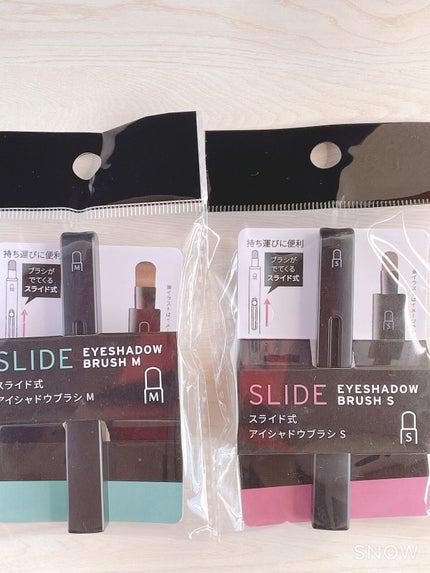 持ち運びに便利
ブラシが
でてくる
スライド式
M
SLIDE EYESHADOW
BRUSH M
スライド式
アイシャドウブラシ M
M
持ち運びに便利
ブラシが
でてくる
スライド式
S
SLIDE EYESHADOW
BRUSH S
スライド式
アイシャドウブラシ S
S
SNOW